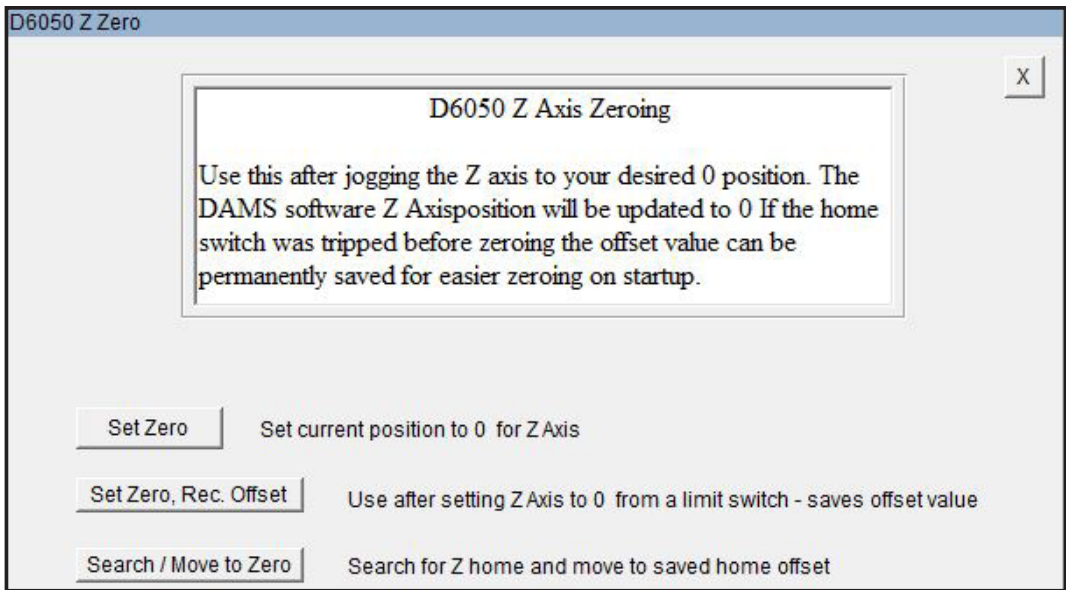 D6050 Z Zero
X
D6050 Z Axis Zeroing
Use this after jogging the Z axis to your desired 0 position. The
DAMS software Z Axisposition will be updated to 0 If the home
switch was tripped before zeroing the offset value can be
permanently saved for easier zeroing on startup.
Set Zero Set current position to 0 for Z Axis
Set Zero, Rec. Offset Use after setting Z Axis to 0 from a limit switch - saves offset value
Search / Move to Zero Search for Z home and move to saved home offset